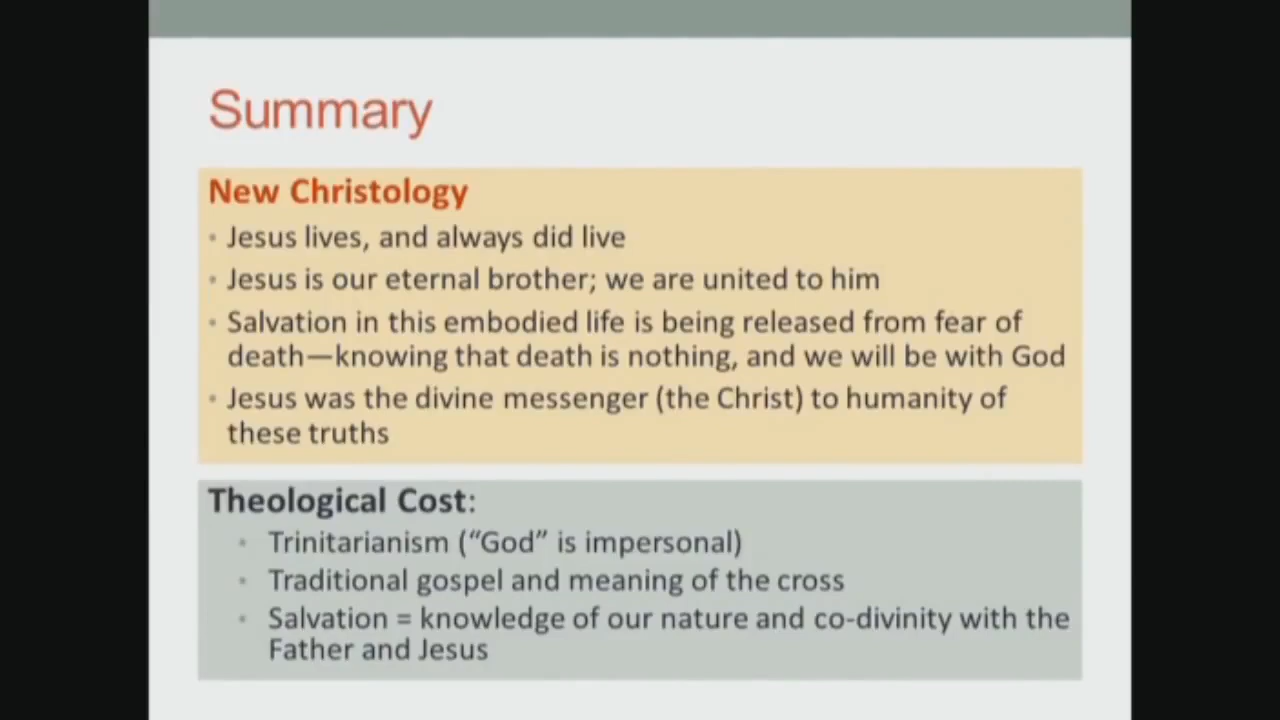 Summary
New Christology
• Jesus lives, and always did live
• Jesus is our eternal brother; we are united to him
• Salvation in this embodied life is being released from fear of
death—knowing that death is nothing, and we will be with God
• Jesus was the divine messenger (the Christ) to humanity of
these truths
Theological Cost:
• Trinitarianism (“God” is impersonal)
• Traditional gospel and meaning of the cross
• Salvation = knowledge of our nature and co-divinity with the
Father and Jesus